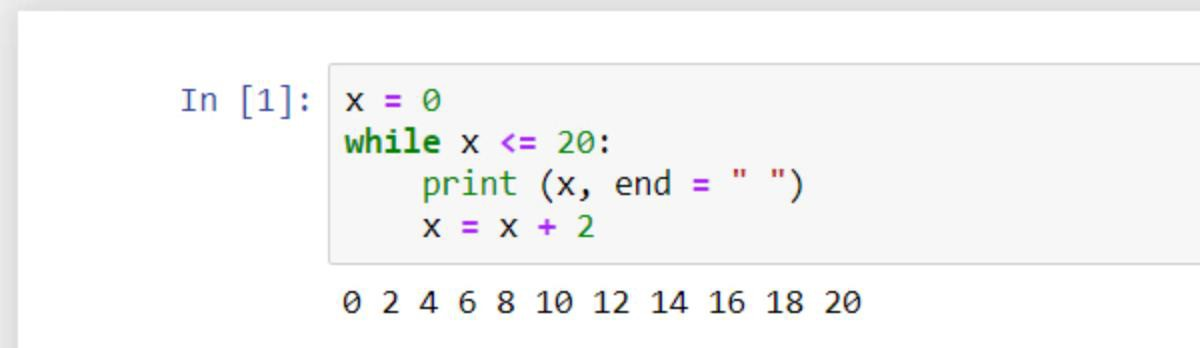 In [1]: x = 0
while x <= 20:
    print (x, end = " ")
    x = x + 2
0 2 4 6 8 10 12 14 16 18 20